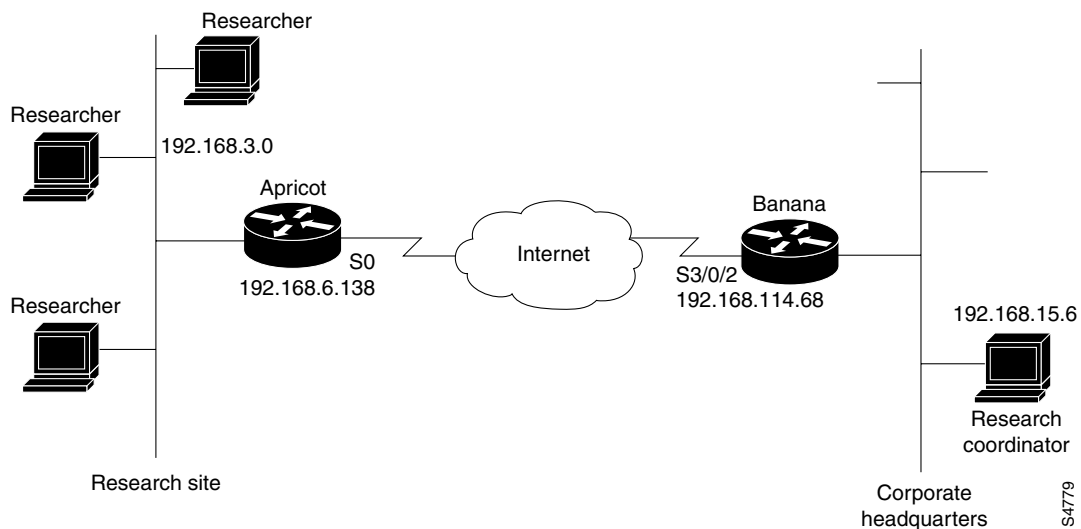 Researcher
Researcher
192.168.3.0
Apricot
Banana
Internet
S0
192.168.6.138
S3/0/2
192.168.114.68
Researcher
192.168.15.6
Research
coordinator
Research site
Corporate
headquarters
S4779